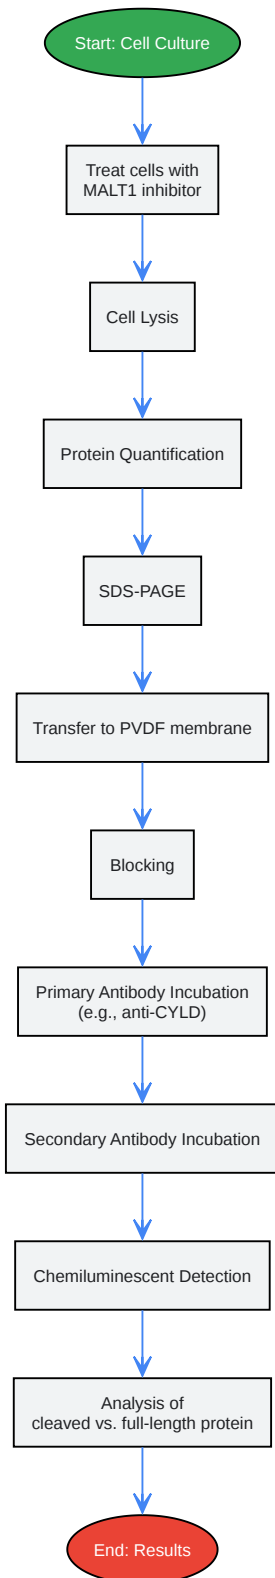 Start: Cell Culture
Treat cells with
MALT1 inhibitor
Cell Lysis
Protein Quantification
SDS-PAGE
Transfer to PVDF membrane
Blocking
Primary Antibody Incubation
(e.g., anti-CYLD)
Secondary Antibody Incubation
Chemiluminescent Detection
Analysis of
cleaved vs. full-length protein
End: Results